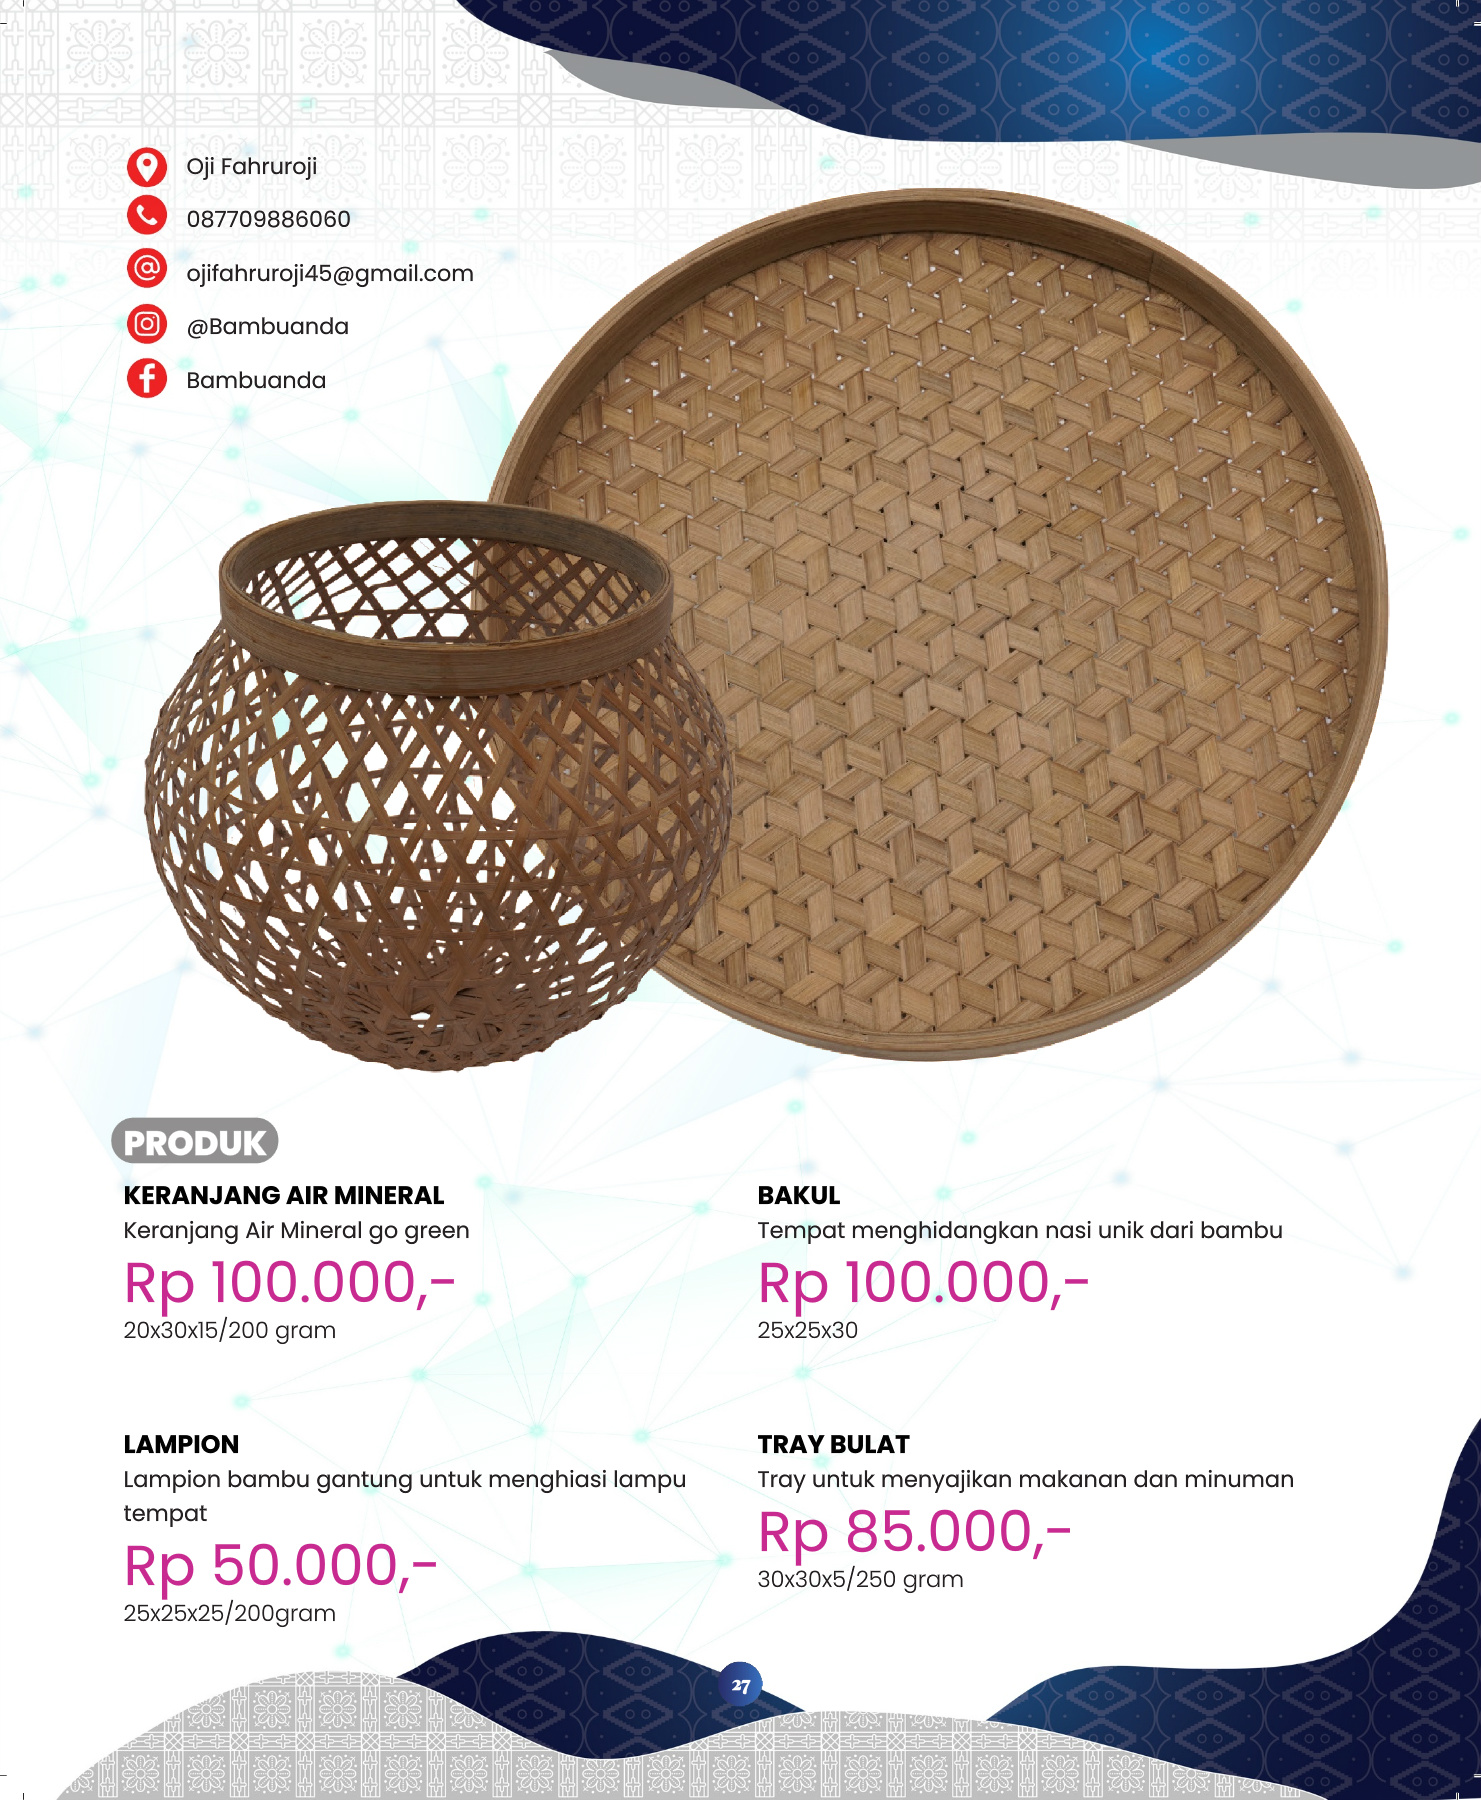 Oji Fahruroji
087709886060
ojifahruroji45@gmail.com
@Bambuanda
Bambuanda
PRODUK
KERANJANG AIR MINERAL
Keranjang Air Mineral go green
Rp 100.000,-
20x30x15/200 gram
BAKUL
Tempat menghidangkan nasi unik dari bambu
Rp 100.000,-
25x25x30
LAMPION
Lampion bambu gantung untuk menghiasi lampu
tempat
Rp 50.000,-
25x25x25/200gram
TRAY BULAT
Tray untuk menyajikan makanan dan minuman
Rp 85.000,-
30x30x5/250 gram
27